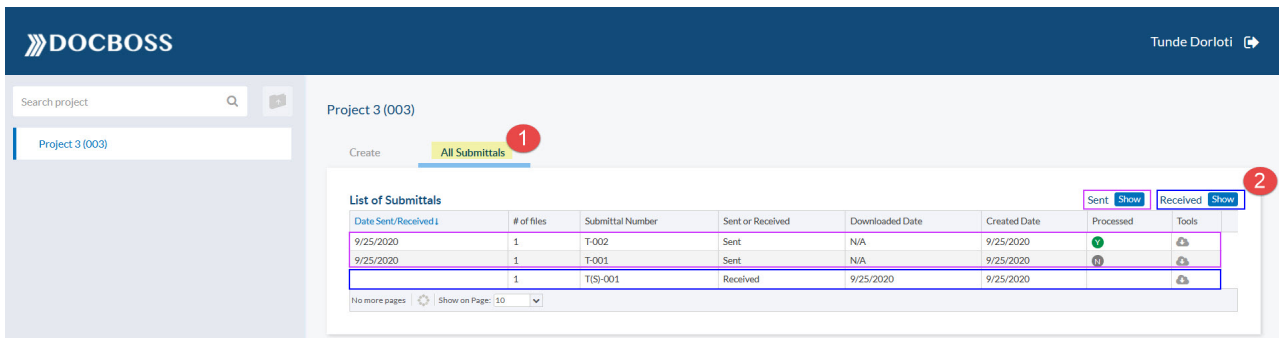 DOCBOSS
Tunde Dorloti
Search project
Project 3 (003)
Project 3 (003)
Create
All Submittals
1
2
List of Submittals
Sent Show Received Show
Date Sent/Received↓ # of files Submittal Number Sent or Received Downloaded Date Created Date Processed Tools
9/25/2020 1 T-002 Sent N/A 9/25/2020 Y
9/25/2020 1 T-001 Sent N/A 9/25/2020 N
1 T(S)-001 Received 9/25/2020 9/25/2020
No more pages Show on Page: 10